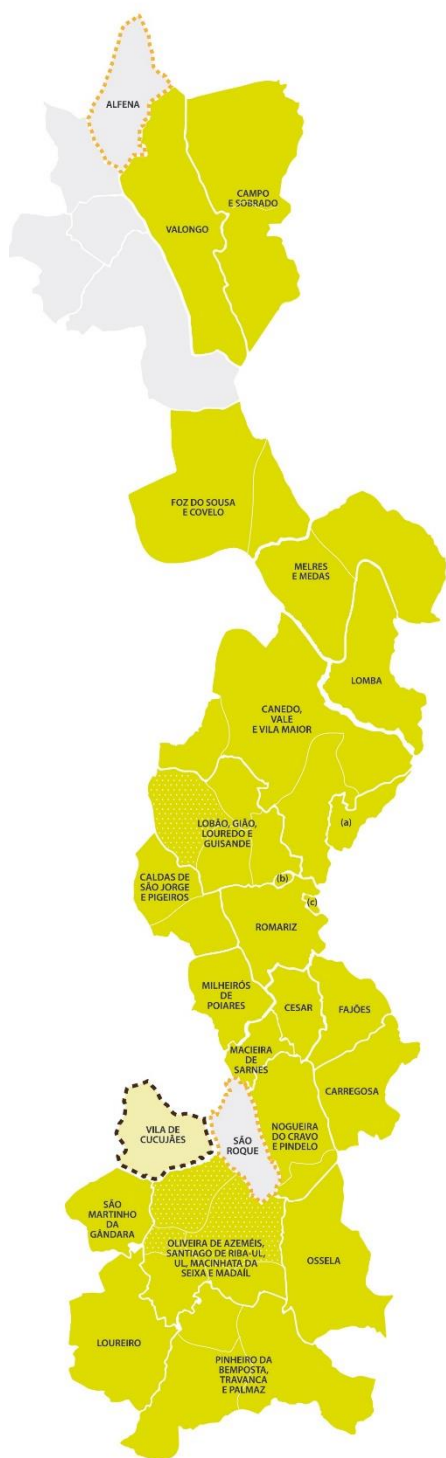 ALFENA
CAMPO
E SOBRADO
VALONGO
FOZ DO SOUSA
E COVELO
MELRES
E MEDAS
LOMBA
CANEDO,
VALE
E VILA MAIOR
(a)
LOBÃO, GIÃO,
LOUREDO E
GUISANDE
(b)
CALDAS DE
SÃO JORGE
E PIGEIROS
(c)
ROMARIZ
MILHEIRÓS
DE
POIARES
CESAR
FAJÕES
MACIEIRA
DE
SARNES
CARREGOSA
VILA DE
CUCUJÃES
SÃO
ROQUE
NOGUEIRA
DO CRAVO
E PINDELO
SÃO
MARTINHO
DA
GÂNDARA
OLIVEIRA DE AZEMÉIS,
SANTIAGO DE RIBA-UL,
UL, MACINHATA DA
SEIXA E MADAÍL
OSSELA
LOUREIRO
PINHEIRO DA
BEMPOSTA,
TRAVANCA
E PALMAZ